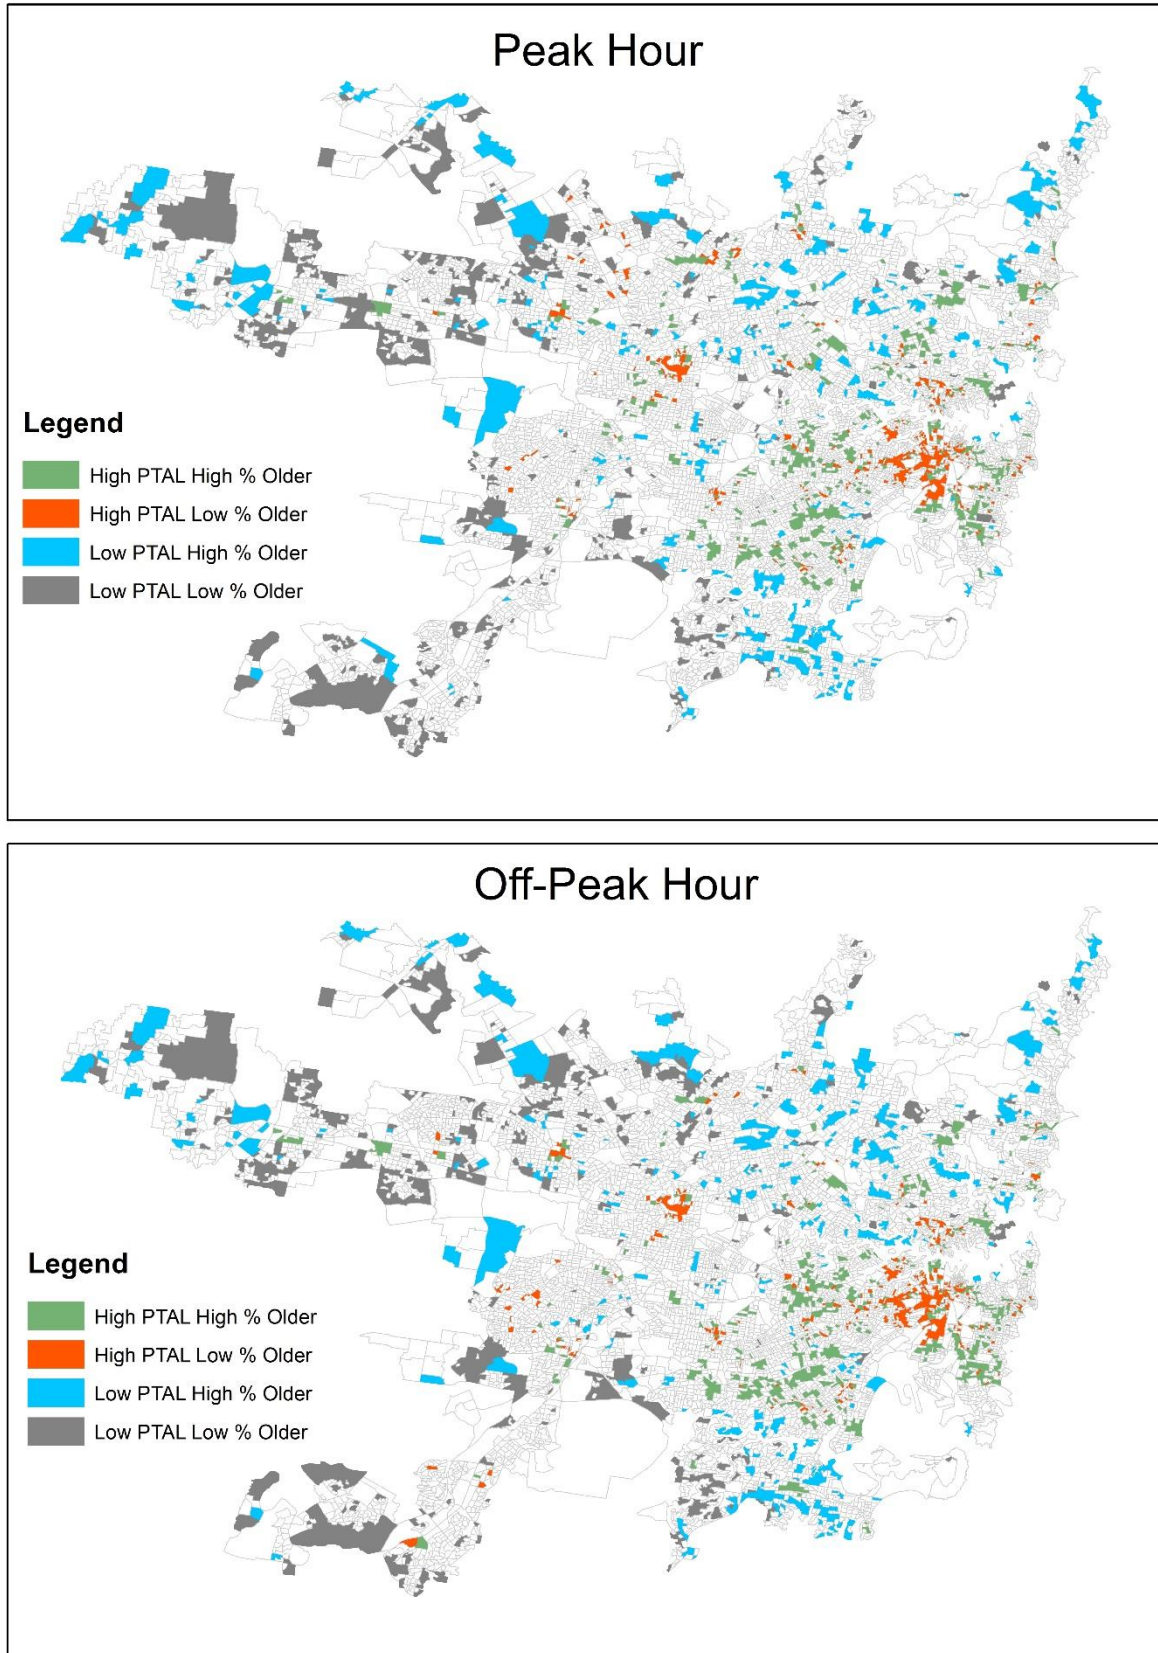 Peak Hour
Legend
High PTAL High % Older
High PTAL Low % Older
Low PTAL High % Older
Low PTAL Low % Older
Off-Peak Hour
Legend
High PTAL High % Older
High PTAL Low % Older
Low PTAL High % Older
Low PTAL Low % Older